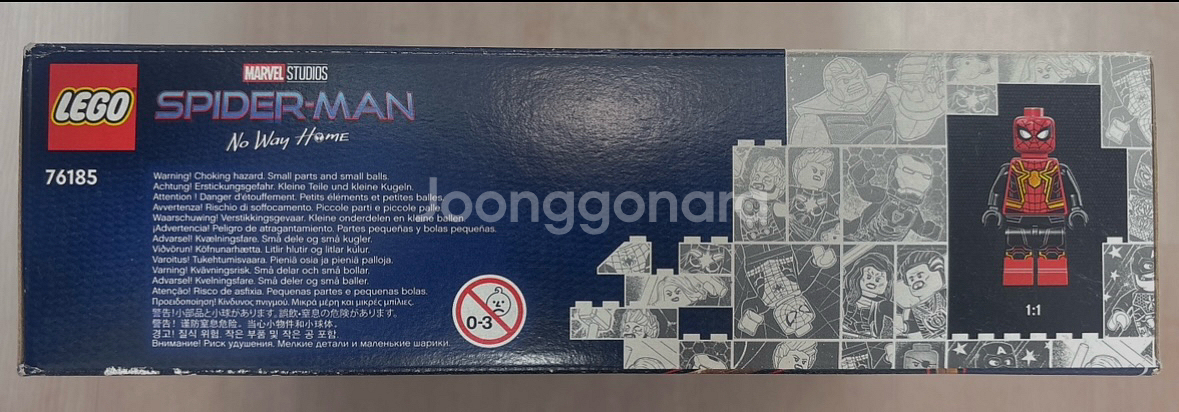 LEGO
MARVEL STUDIOS
SPIDER-MAN
No Way Home
76185
Warning! Choking hazard. Small parts and small balls.
Achtung! Erstickungsgefahr. Kleine Teile und kleine Kugeln.
Attention ! Danger d'étouffement. Petits éléments et petites balles.
Avvertenza! Rischio di soffocamento. Piccole parti e piccole palle.
Waarschuwing! Verstikkingsgevaar. Kleine onderdelen en kleine ballen.
¡Advertencia! Peligro de atragantamiento. Partes pequeñas y bolas pequeñas.
Advarsel! Kvælningsfare. Små dele og små kugler.
Viðvörun! Köfnunarhætta. Litlir hlutir og litlar kúlur.
Varoitus! Tukehtumisvaara. Pieniä osia ja pieniä palloja.
Varning! Kvävningsrisk. Små delar och små bollar.
Advarsel! Kvelningsfare. Små deler og små baller.
Atenção! Risco de asfixia. Pequenas partes e pequenas bolas.
Προειδοποίηση! Κίνδυνος πνιγμού. Μικρά μέρη και μικρές μπίλιες.
警告!小部品と小球があります。誤飲・窒息の危険があります。
警告! 谨防窒息危险。当心小物件和小球体。
경고! 질식 위험. 작은 부품 및 작은 공 포함.
Внимание! Риск удушения. Мелкие детали и маленькие шарики.
0-3
1:1
A
joonggonara